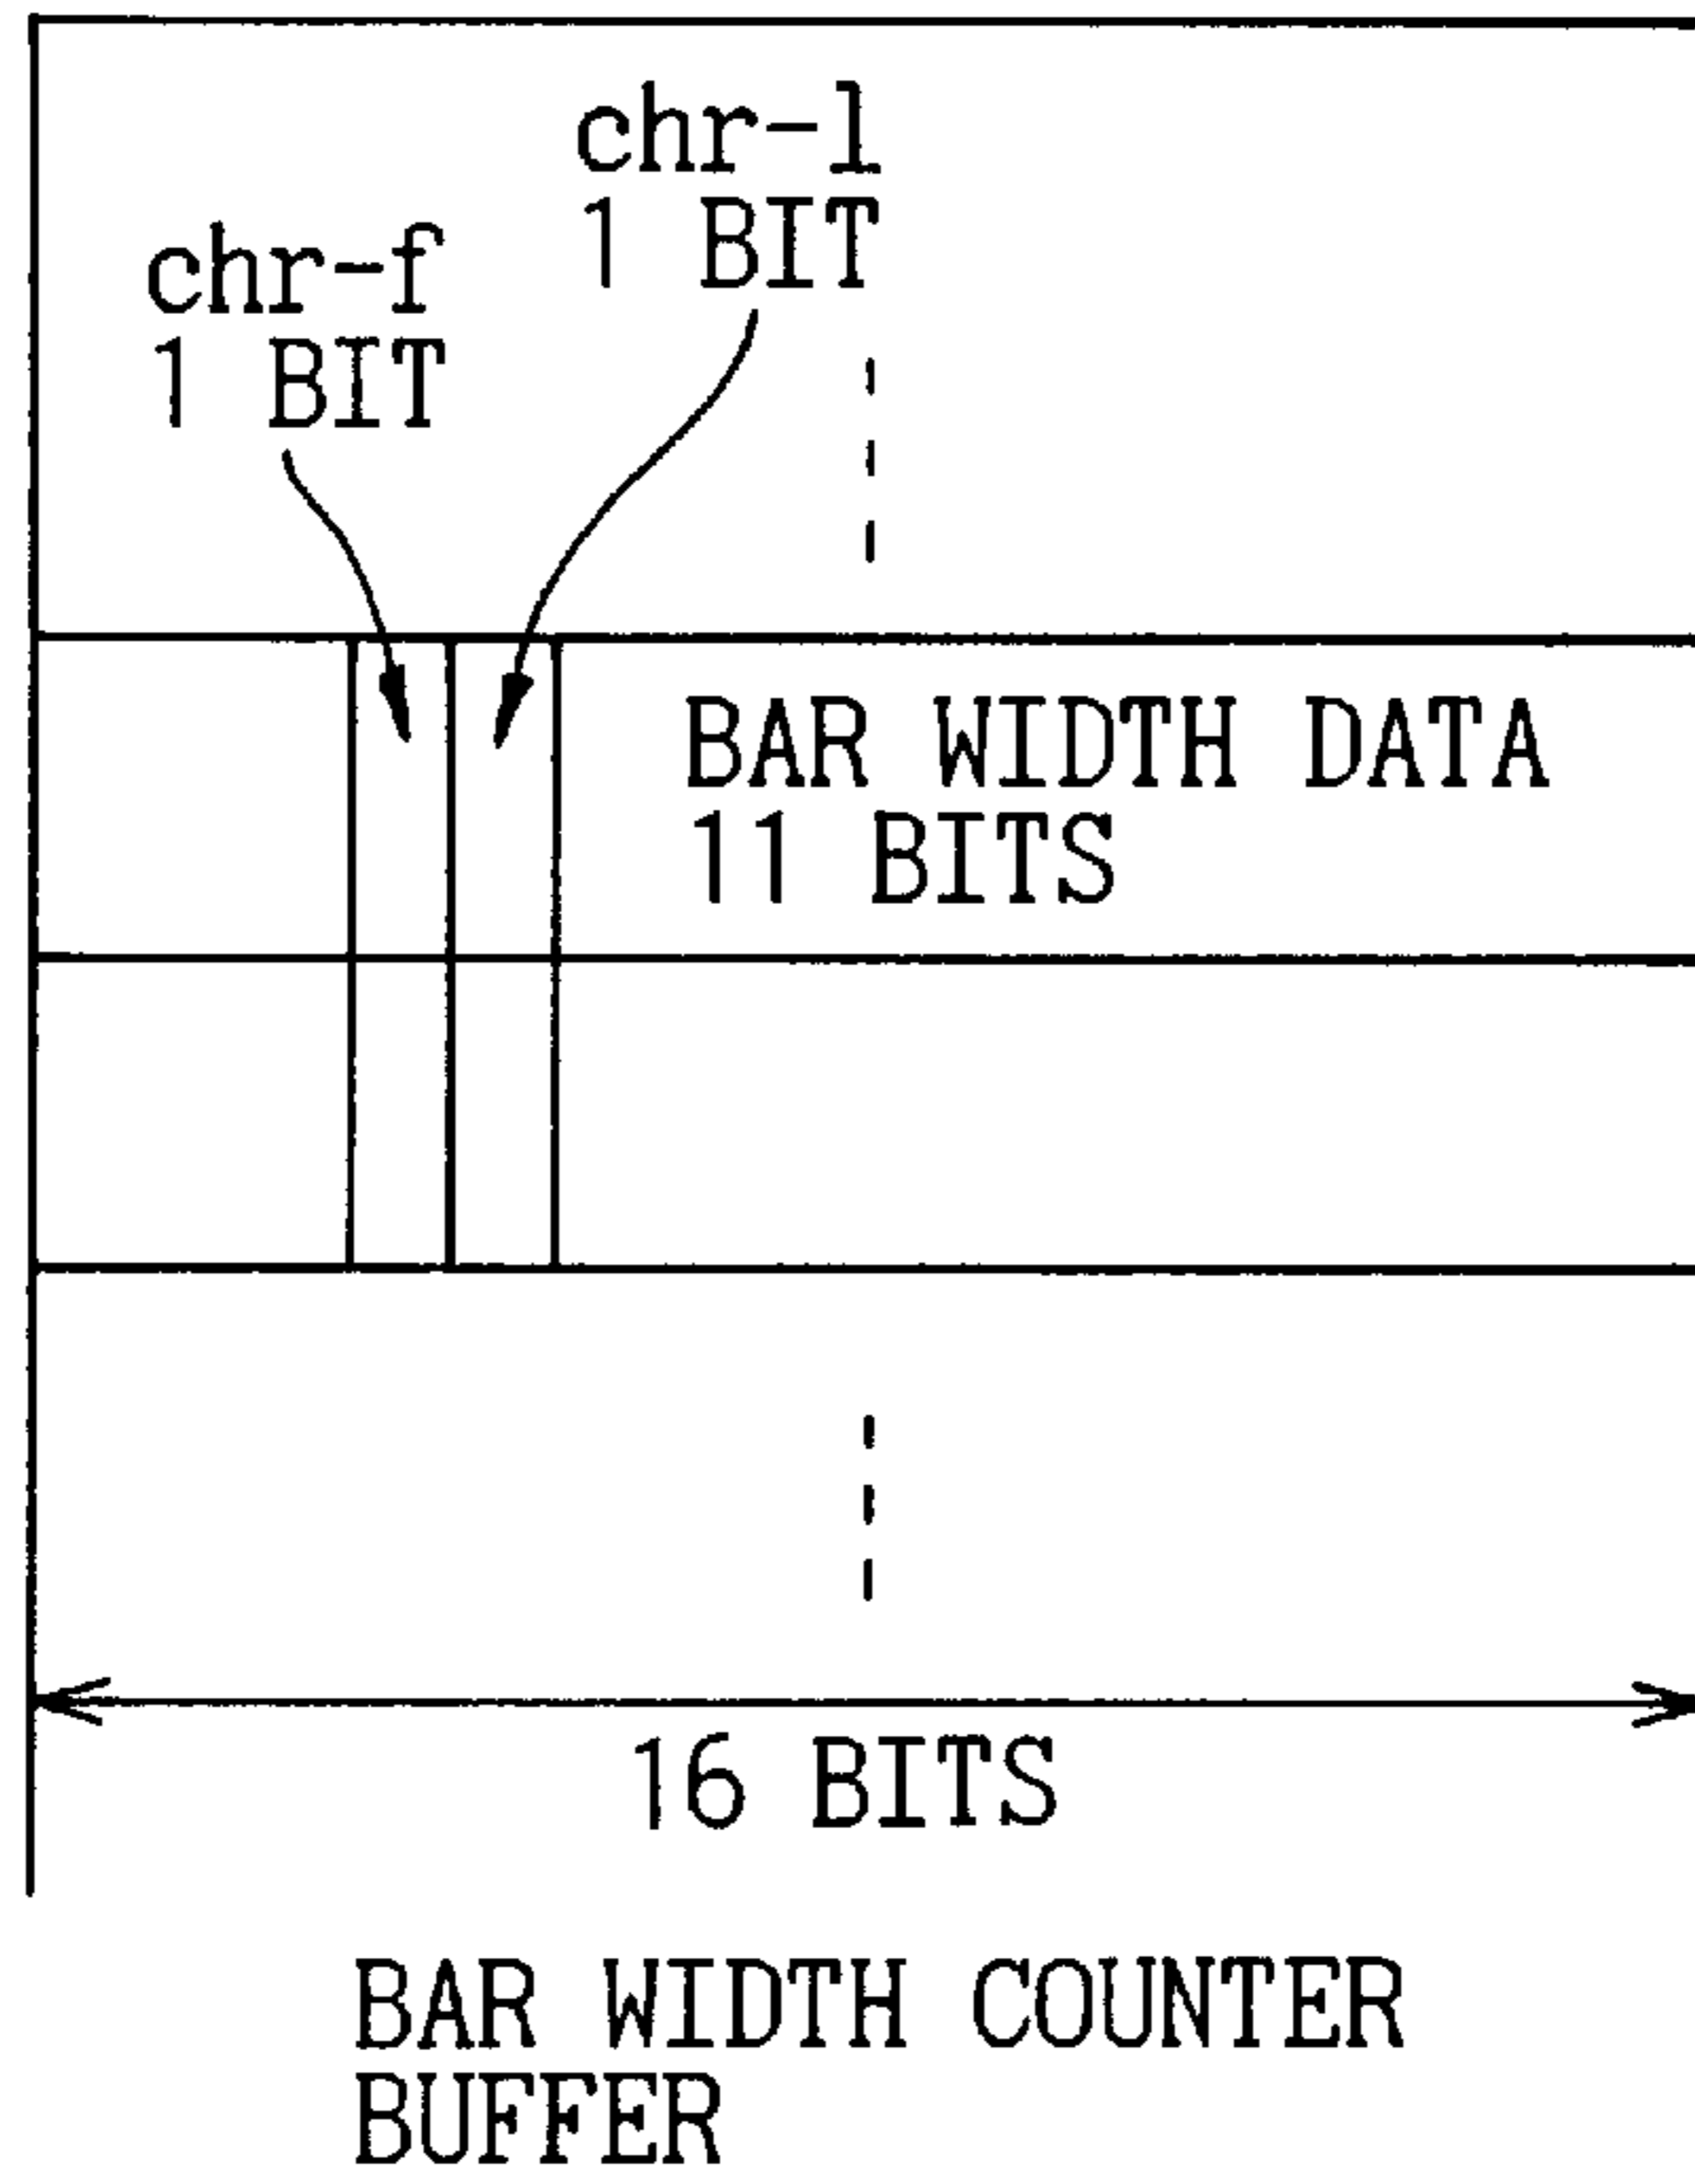 chr-l
1 BIT
chr-f
1 BIT
BAR WIDTH DATA
11 BITS
16 BITS
BAR WIDTH COUNTER
BUFFER